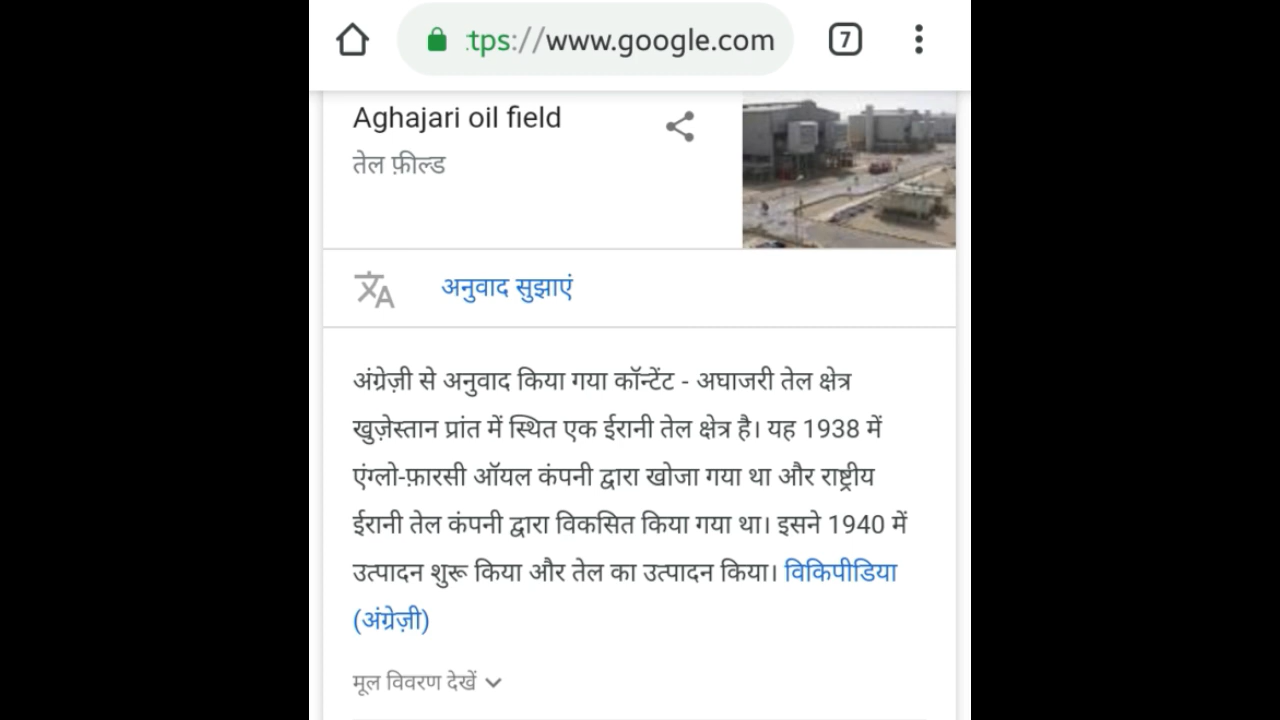 tps://www.google.com
7
Aghajari oil field
तेल फ़ील्ड
अनुवाद सुझाएं
अंग्रेज़ी से अनुवाद किया गया कॉन्टेंट - अघाजरी तेल क्षेत्र
खुज़ेस्तान प्रांत में स्थित एक ईरानी तेल क्षेत्र है। यह 1938 में
एंग्लो-फ़ारसी ऑयल कंपनी द्वारा खोजा गया था और राष्ट्रीय
ईरानी तेल कंपनी द्वारा विकसित किया गया था। इसने 1940 में
उत्पादन शुरू किया और तेल का उत्पादन किया। विकिपीडिया
(अंग्रेज़ी)
मूल विवरण देखें